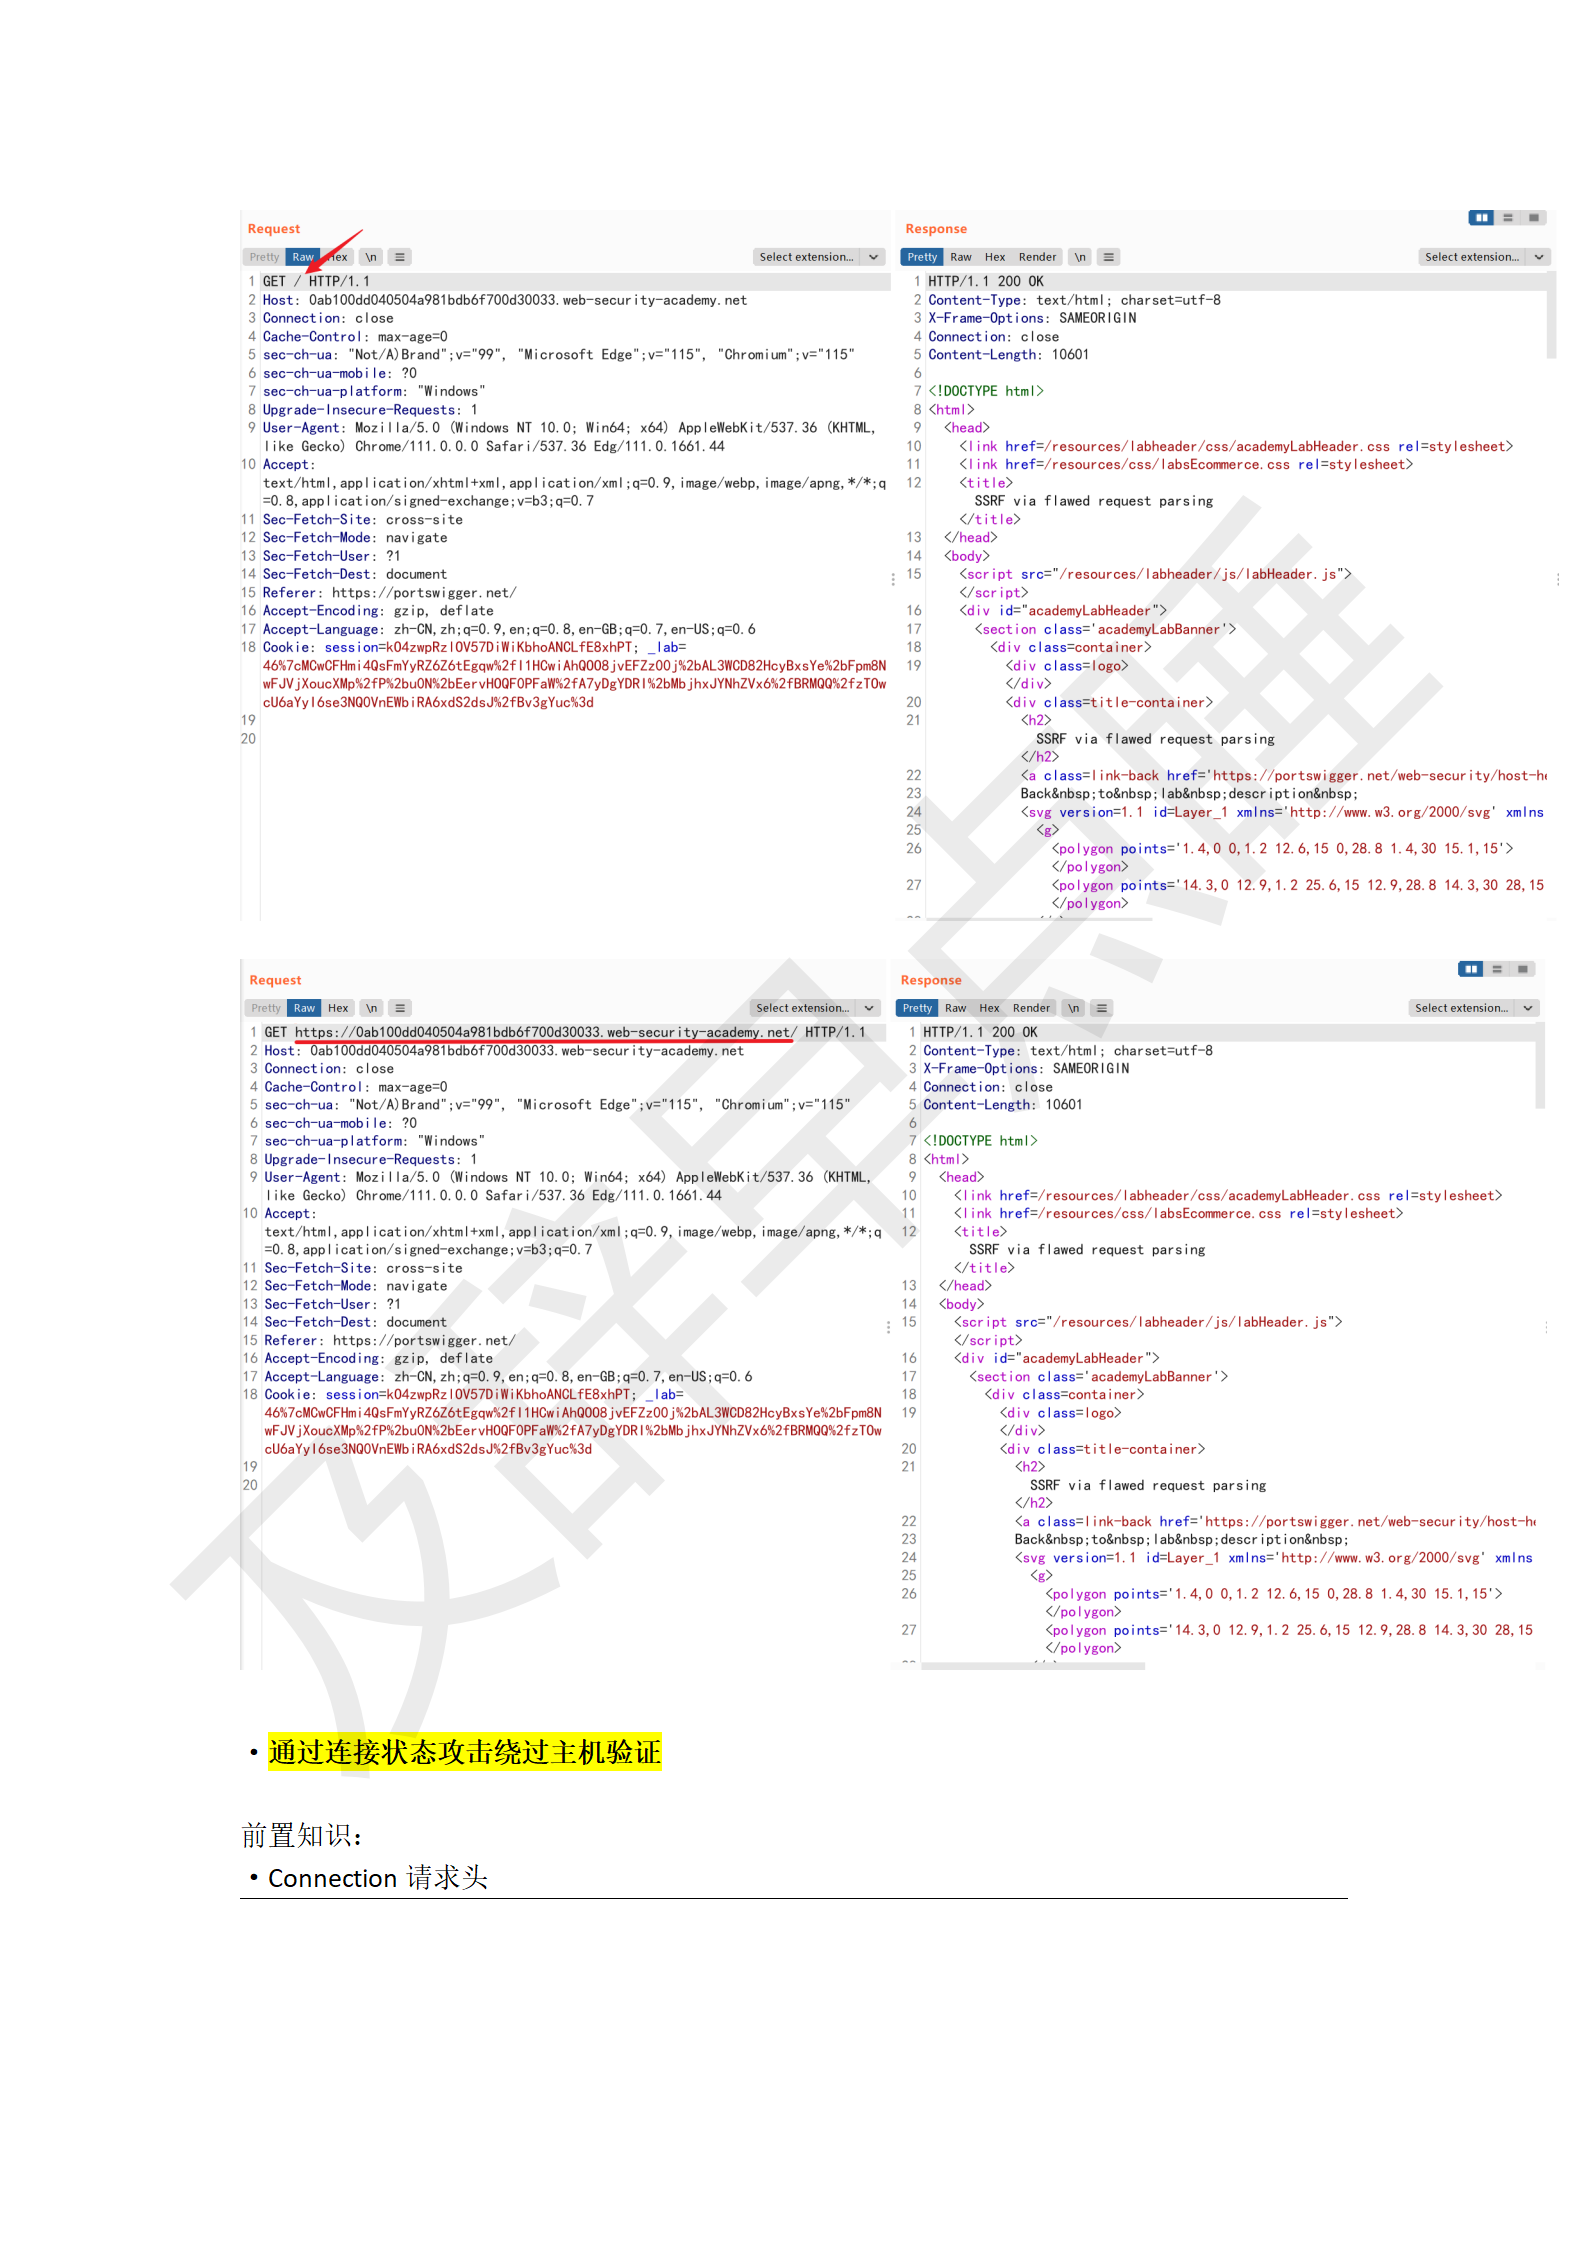 Request
Pretty Raw Hex \n
Select extension...
1 GET / HTTP/1.1
2 Host: 0ab100dd040504a981bdb6f700d30033.web-security-academy.net
3 Connection: close
4 Cache-Control: max-age=0
5 sec-ch-ua: "Not/A)Brand";v="99", "Microsoft Edge";v="115", "Chromium";v="115"
6 sec-ch-ua-mobile: ?0
7 sec-ch-ua-platform: "Windows"
8 Upgrade-Insecure-Requests: 1
9 User-Agent: Mozilla/5.0 (Windows NT 10.0; Win64; x64) AppleWebKit/537.36 (KHTML,
like Gecko) Chrome/111.0.0.0 Safari/537.36 Edg/111.0.1661.44
10 Accept:
text/html,application/xhtml+xml,application/xml;q=0.9,image/webp,image/apng,*/*;q
=0.8,application/signed-exchange;v=b3;q=0.7
11 Sec-Fetch-Site: cross-site
12 Sec-Fetch-Mode: navigate
13 Sec-Fetch-User: ?1
14 Sec-Fetch-Dest: document
15 Referer: https://portswigger.net/
16 Accept-Encoding: gzip, deflate
17 Accept-Language: zh-CN,zh;q=0.9,en;q=0.8,en-GB;q=0.7,en-US;q=0.6
18 Cookie: session=kO4zwpRzlOV57DiWiKbhoANCLfE8xhPT; _lab=
46%7cMCwCFHmi4QsFmYyRZ6Z6tEgqw%2fI1HCwiAhQOO8jvEFZzO0j%2bAL3WCD82HcyBxsYe%2bFpm8N
wFJVjXoucXMp%2fP%2buON%2bEervHOQFOPFaW%2fA7yDgYDRI%2bMbjhxJYNhZVx6%2fBRMQQ%2fzTOw
cU6aYyI6se3NQOVnEWbiRA6xdS2dsJ%2fBv3gYuc%3d
19
20
Response
Pretty Raw Hex Render \n
Select extension...
1 HTTP/1.1 200 OK
2 Content-Type: text/html; charset=utf-8
3 X-Frame-Options: SAMEORIGIN
4 Connection: close
5 Content-Length: 10601
6
7 <!DOCTYPE html>
8 <html>
9 <head>
10 <link href=/resources/labheader/css/academyLabHeader.css rel=stylesheet>
11 <link href=/resources/css/labsEcommerce.css rel=stylesheet>
12 <title>
SSRF via flawed request parsing
</title>
13 </head>
14 <body>
15 <script src="/resources/labheader/js/labHeader.js">
</script>
16 <div id="academyLabHeader">
17 <section class='academyLabBanner'>
18 <div class=container>
19 <div class=logo>
</div>
20 <div class=title-container>
21 <h2>
SSRF via flawed request parsing
</h2>
22 <a class=link-back href='https://portswigger.net/web-security/host-he
23 Back&nbsp;to&nbsp;lab&nbsp;description&nbsp;
24 <svg version=1.1 id=Layer_1 xmlns='http://www.w3.org/2000/svg' xmlns
25 <g>
26 <polygon points='1.4,0 0,1.2 12.6,15 0,28.8 1.4,30 15.1,15'>
</polygon>
27 <polygon points='14.3,0 12.9,1.2 25.6,15 12.9,28.8 14.3,30 28,15
</polygon>
Request
Pretty Raw Hex \n
Select extension...
1 GET https://0ab100dd040504a981bdb6f700d30033.web-security-academy.net/ HTTP/1.1
2 Host: 0ab100dd040504a981bdb6f700d30033.web-security-academy.net
3 Connection: close
4 Cache-Control: max-age=0
5 sec-ch-ua: "Not/A)Brand";v="99", "Microsoft Edge";v="115", "Chromium";v="115"
6 sec-ch-ua-mobile: ?0
7 sec-ch-ua-platform: "Windows"
8 Upgrade-Insecure-Requests: 1
9 User-Agent: Mozilla/5.0 (Windows NT 10.0; Win64; x64) AppleWebKit/537.36 (KHTML,
like Gecko) Chrome/111.0.0.0 Safari/537.36 Edg/111.0.1661.44
10 Accept:
text/html,application/xhtml+xml,application/xml;q=0.9,image/webp,image/apng,*/*;q
=0.8,application/signed-exchange;v=b3;q=0.7
11 Sec-Fetch-Site: cross-site
12 Sec-Fetch-Mode: navigate
13 Sec-Fetch-User: ?1
14 Sec-Fetch-Dest: document
15 Referer: https://portswigger.net/
16 Accept-Encoding: gzip, deflate
17 Accept-Language: zh-CN,zh;q=0.9,en;q=0.8,en-GB;q=0.7,en-US;q=0.6
18 Cookie: session=kO4zwpRzlOV57DiWiKbhoANCLfE8xhPT; _lab=
46%7cMCwCFHmi4QsFmYyRZ6Z6tEgqw%2fI1HCwiAhQOO8jvEFZzO0j%2bAL3WCD82HcyBxsYe%2bFpm8N
wFJVjXoucXMp%2fP%2buON%2bEervHOQFOPFaW%2fA7yDgYDRI%2bMbjhxJYNhZVx6%2fBRMQQ%2fzTOw
cU6aYyI6se3NQOVnEWbiRA6xdS2dsJ%2fBv3gYuc%3d
19
20
Response
Pretty Raw Hex Render \n
Select extension...
1 HTTP/1.1 200 OK
2 Content-Type: text/html; charset=utf-8
3 X-Frame-Options: SAMEORIGIN
4 Connection: close
5 Content-Length: 10601
6
7 <!DOCTYPE html>
8 <html>
9 <head>
10 <link href=/resources/labheader/css/academyLabHeader.css rel=stylesheet>
11 <link href=/resources/css/labsEcommerce.css rel=stylesheet>
12 <title>
SSRF via flawed request parsing
</title>
13 </head>
14 <body>
15 <script src="/resources/labheader/js/labHeader.js">
</script>
16 <div id="academyLabHeader">
17 <section class='academyLabBanner'>
18 <div class=container>
19 <div class=logo>
</div>
20 <div class=title-container>
21 <h2>
SSRF via flawed request parsing
</h2>
22 <a class=link-back href='https://portswigger.net/web-security/host-he
23 Back&nbsp;to&nbsp;lab&nbsp;description&nbsp;
24 <svg version=1.1 id=Layer_1 xmlns='http://www.w3.org/2000/svg' xmlns
25 <g>
26 <polygon points='1.4,0 0,1.2 12.6,15 0,28.8 1.4,30 15.1,15'>
</polygon>
27 <polygon points='14.3,0 12.9,1.2 25.6,15 12.9,28.8 14.3,30 28,15
</polygon>
·通过连接状态攻击绕过主机验证
前置知识：
·Connection 请求头
及辞早点睡